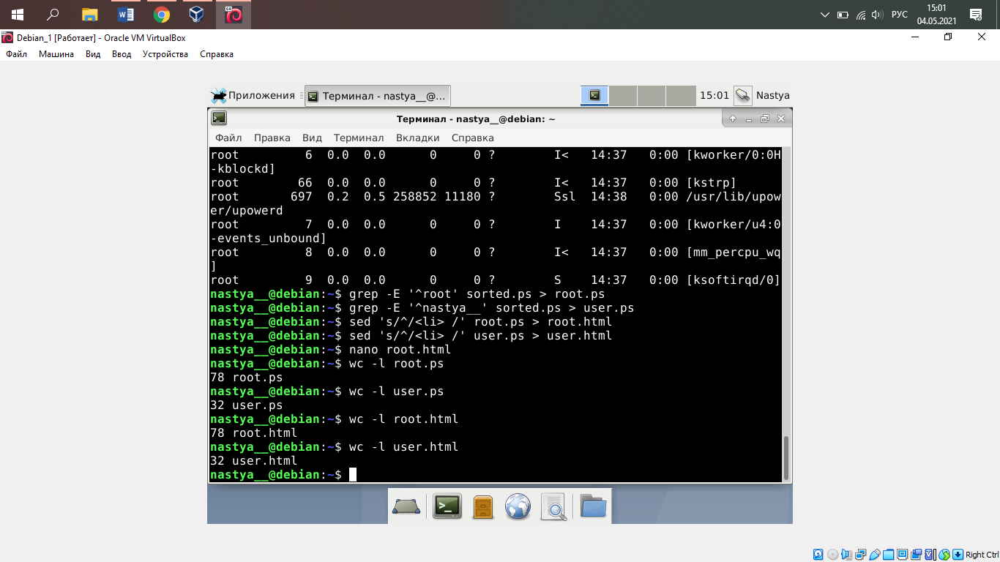 РУС
15:01
04.05.2021
Debian_1 [Работает] - Oracle VM VirtualBox
Файл Машина Вид Ввод Устройства Справка
Приложения Терминал - nastya__@... 15:01 Nastya
Терминал - nastya__@debian: ~
Файл Правка Вид Терминал Вкладки Справка
root 6 0.0 0.0 0 0 ? I< 14:37 0:00 [kworker/0:0H
-kblockd]
root 66 0.0 0.0 0 0 ? I< 14:37 0:00 [kstrp]
root 697 0.2 0.5 258852 11180 ? Ssl 14:38 0:00 /usr/lib/upow
er/upowerd
root 7 0.0 0.0 0 0 ? I 14:37 0:00 [kworker/u4:0
-events_unbound]
root 8 0.0 0.0 0 0 ? I< 14:37 0:00 [mm_percpu_wq
]
root 9 0.0 0.0 0 0 ? S 14:37 0:00 [ksoftirqd/0]
nastya__@debian:~$ grep -E '^root' sorted.ps > root.ps
nastya__@debian:~$ grep -E '^nastya__' sorted.ps > user.ps
nastya__@debian:~$ sed 's/^/<li> /' root.ps > root.html
nastya__@debian:~$ sed 's/^/<li> /' user.ps > user.html
nastya__@debian:~$ nano root.html
nastya__@debian:~$ wc -l root.ps
78 root.ps
nastya__@debian:~$ wc -l user.ps
32 user.ps
nastya__@debian:~$ wc -l root.html
78 root.html
nastya__@debian:~$ wc -l user.html
32 user.html
nastya__@debian:~$
Right Ctrl